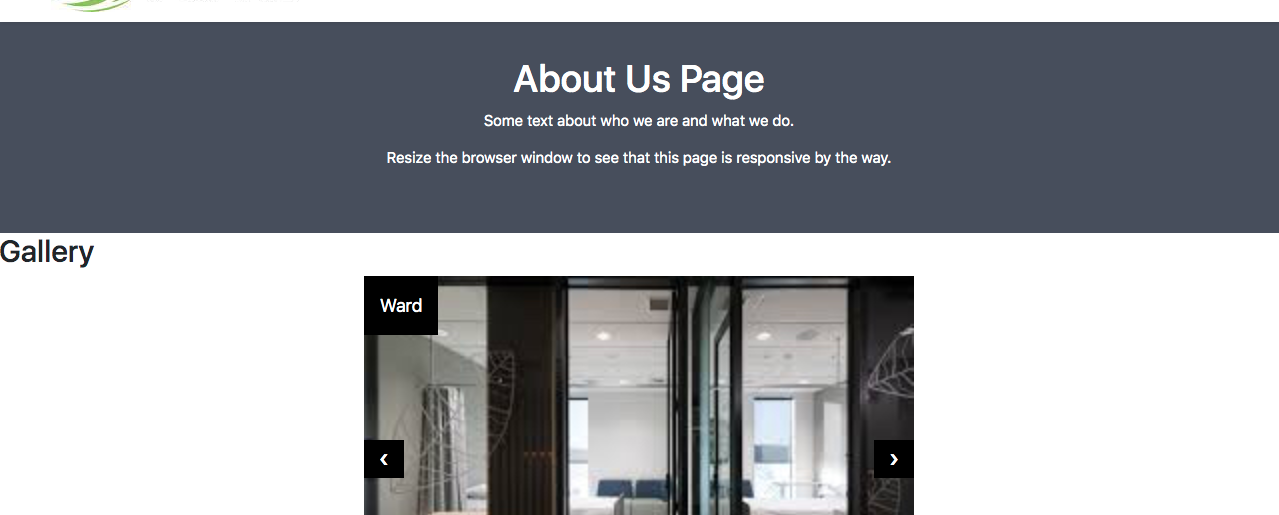 About Us Page
Some text about who we are and what we do.
Resize the browser window to see that this page is responsive by the way.
Gallery
Ward
‹ ›